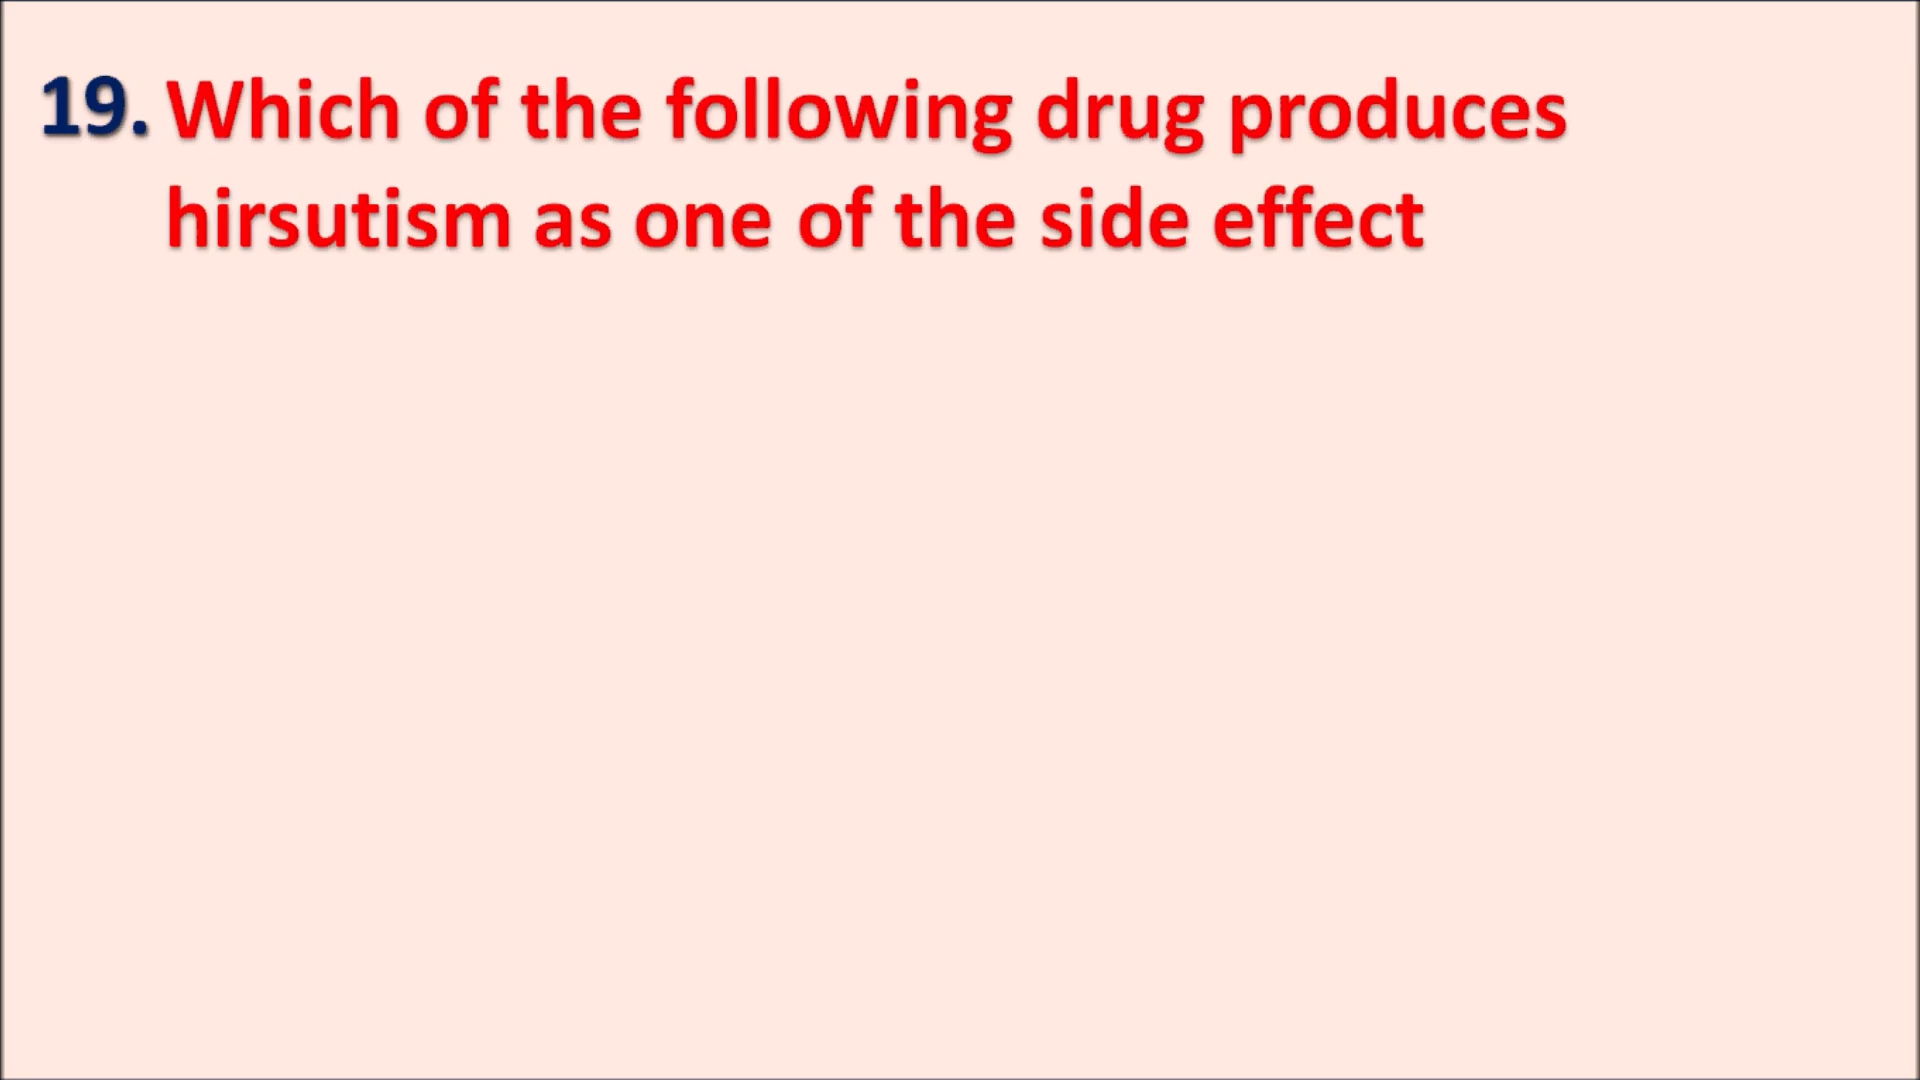 19. Which of the following drug produces
hirsutism as one of the side effect